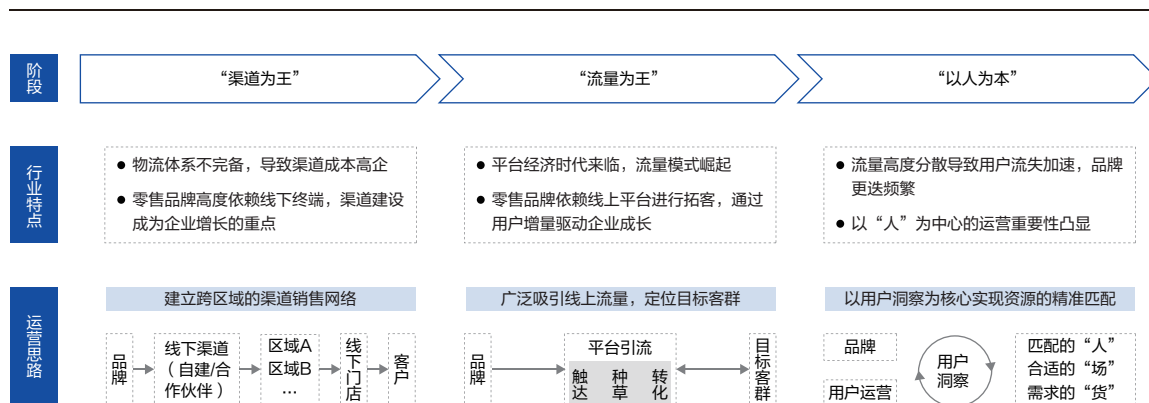 阶段
“渠道为王”
“流量为王”
“以人为本”
行业特点
● 物流体系不完备，导致渠道成本高企
● 零售品牌高度依赖线下终端，渠道建设
成为企业增长的重点
● 平台经济时代来临，流量模式崛起
● 零售品牌依赖线上平台进行拓客，通过
用户增量驱动企业成长
● 流量高度分散导致用户流失加速，品牌
更迭频繁
● 以“人”为中心的运营重要性凸显
运营思路
建立跨区域的渠道销售网络
品牌
线下渠道
（自建/合
作伙伴）
区域A
区域B
…
线下门店
客户
广泛吸引线上流量，定位目标客群
品牌
平台引流
触达
种草
转化
目标客群
以用户洞察为核心实现资源的精准匹配
品牌
用户运营
用户
洞察
匹配的“人”
合适的“场”
需求的“货”